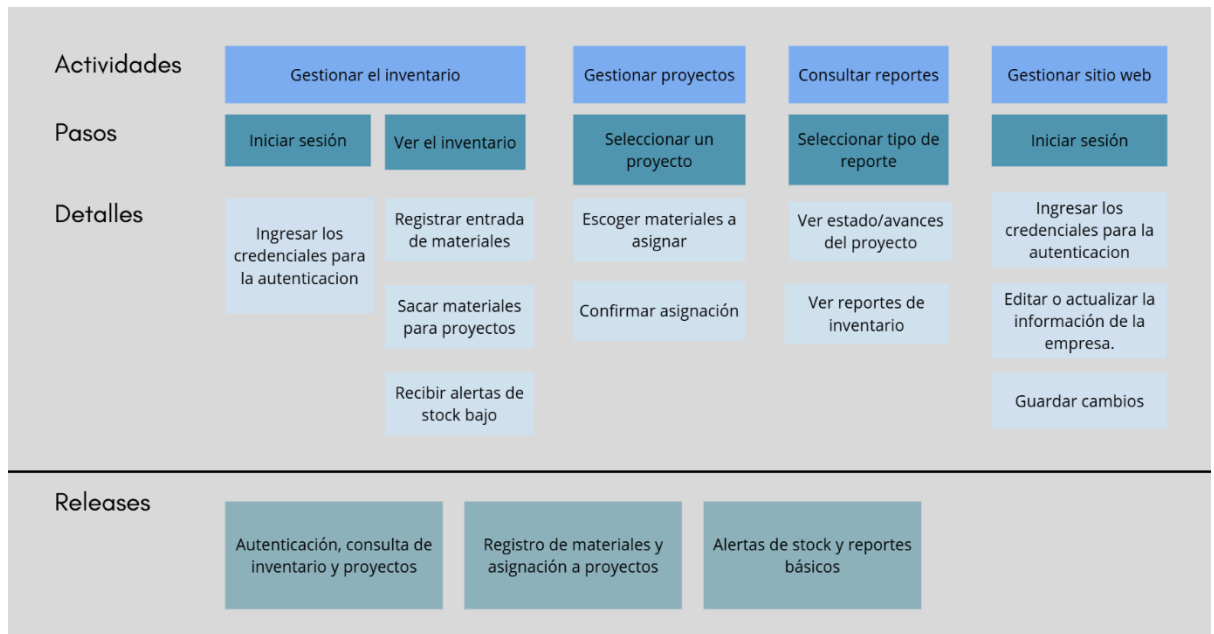 Actividades
Gestionar el inventario
Gestionar proyectos
Consultar reportes
Gestionar sitio web
Pasos
Iniciar sesión
Ver el inventario
Seleccionar un
proyecto
Seleccionar tipo de
reporte
Iniciar sesión
Detalles
Ingresar los
credenciales para
la autenticacion
Registrar entrada
de materiales
Sacar materiales
para proyectos
Recibir alertas de
stock bajo
Escoger materiales a
asignar
Confirmar asignación
Ver estado/avances
del proyecto
Ver reportes de
inventario
Ingresar los
credenciales para la
autenticacion
Editar o actualizar la
información de la
empresa.
Guardar cambios
Releases
Autenticación, consulta de
inventario y proyectos
Registro de materiales y
asignación a proyectos
Alertas de stock y reportes
básicos